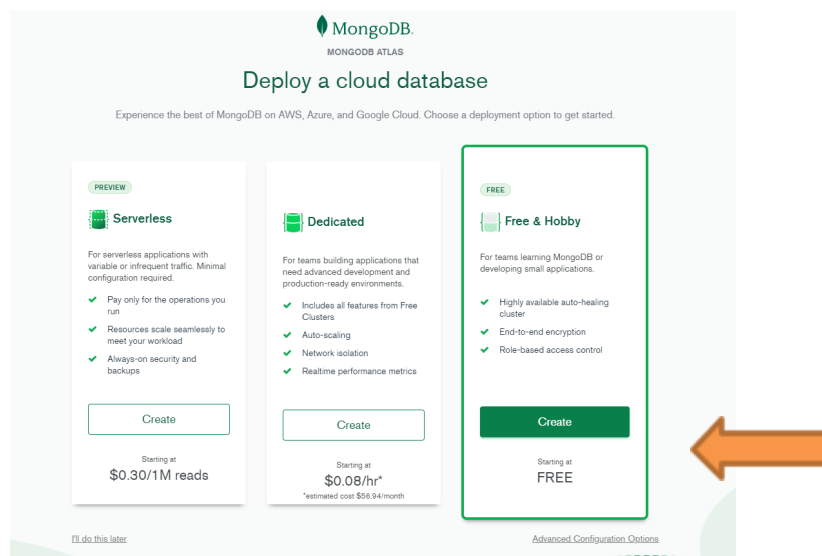 MongoDB.
MONGODB ATLAS
Deploy a cloud database
Experience the best of MongoDB on AWS, Azure, and Google Cloud. Choose a deployment option to get started.
PREVIEW
Serverless
For serverless applications with
variable or infrequent traffic. Minimal
configuration required.
Pay only for the operations you
run
Resources scale seamlessly to
meet your workload
Always-on security and
backups
Create
Starting at
$0.30/1M reads
Dedicated
For teams building applications that
need advanced development and
production-ready environments.
Includes all features from Free
Clusters
Auto-scaling
Network isolation
Realtime performance metrics
Create
Starting at
$0.08/hr*
*estimated cost $56.94/month
FREE
Free & Hobby
For teams learning MongoDB or
developing small applications.
Highly available auto-healing
cluster
End-to-end encryption
Role-based access control
Create
Starting at
FREE
I'll do this later
Advanced Configuration Options